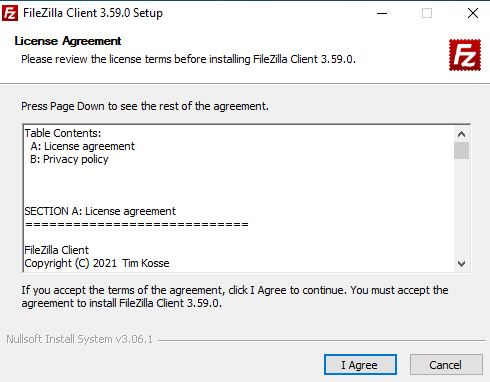 FileZilla Client 3.59.0 Setup
License Agreement
Please review the license terms before installing FileZilla Client 3.59.0.
Fz
Press Page Down to see the rest of the agreement.
Table Contents:
A: License agreement
B: Privacy policy
SECTION A: License agreement
=============================
FileZilla Client
Copyright (C) 2021 Tim Kosse
If you accept the terms of the agreement, click I Agree to continue. You must accept the
agreement to install FileZilla Client 3.59.0.
Nullsoft Install System v3.06.1
I Agree
Cancel